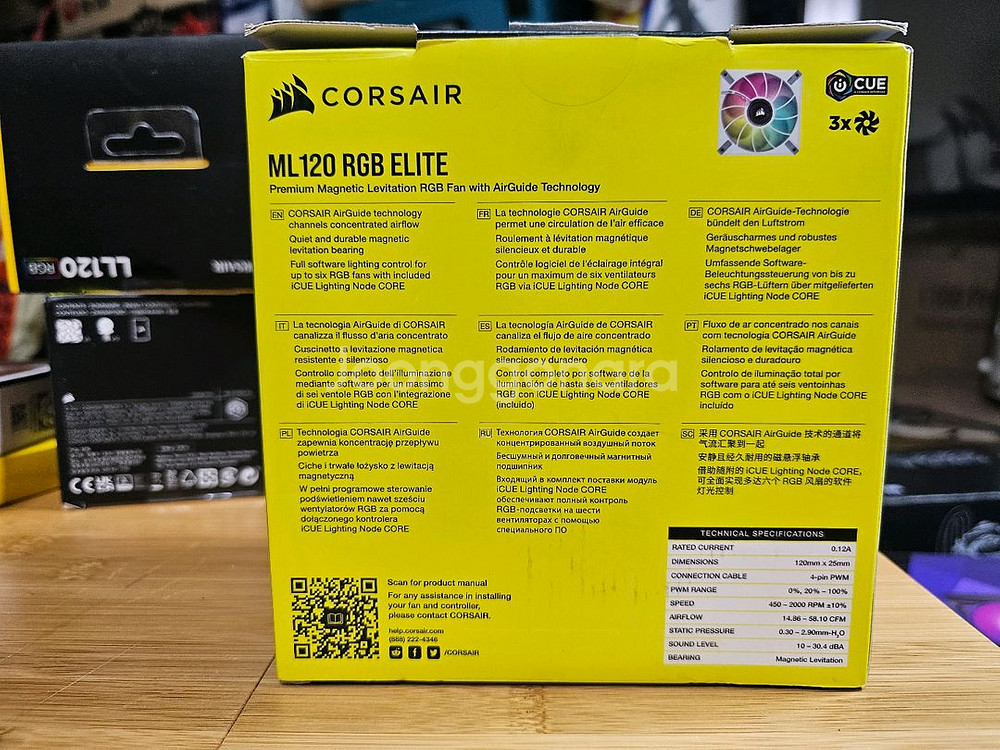 CORSAIR
iCUE
3x
ML120 RGB ELITE
Premium Magnetic Levitation RGB Fan with AirGuide Technology
EN CORSAIR AirGuide technology
channels concentrated airflow
Quiet and durable magnetic
levitation bearing
Full software lighting control for
up to six RGB fans with included
iCUE Lighting Node CORE
FR La technologie CORSAIR AirGuide
permet une circulation de l'air efficace
Roulement à lévitation magnétique
silencieux et durable
Contrôle logiciel de l'éclairage intégral
pour un maximum de six ventilateurs
RGB via iCUE Lighting Node CORE
DE CORSAIR AirGuide-Technologie
bündelt den Luftstrom
Geräuscharmes und robustes
Magnetschwebelager
Umfassende Software-
Beleuchtungssteuerung von bis zu
sechs RGB-Lüftern über mitgelieferten
iCUE Lighting Node CORE
IT La tecnologia AirGuide di CORSAIR
canalizza il flusso d'aria concentrato
Cuscinetto a levitazione magnetica
resistente e silenzioso
Controllo completo dell'illuminazione
mediante software per un massimo
di sei ventole RGB con l'integrazione
di iCUE Lighting Node CORE
ES La tecnología AirGuide de CORSAIR
canaliza el flujo de aire concentrado
Rodamiento de levitación magnética
silencioso y duradero
Control completo por software de la
iluminación de hasta seis ventiladores
RGB con iCUE Lighting Node CORE
(incluido)
PT Fluxo de ar concentrado nos canais
com tecnologia CORSAIR AirGuide
Rolamento de levitação magnética
silencioso e duradouro
Controlo de iluminação total por
software para até seis ventoinhas
RGB com o iCUE Lighting Node CORE
incluído
PL Technologia CORSAIR AirGuide
zapewnia koncentrację przepływu
powietrza
Ciche i trwałe łożysko z lewitacją
magnetyczną
W pełni programowe sterowanie
podświetleniem nawet sześciu
wentylatorów RGB za pomocą
dołączonego kontrolera
iCUE Lighting Node CORE
RU Технология CORSAIR AirGuide создает
концентрированный воздушный поток
Бесшумный и долговечный магнитный
подшипник
Входящий в комплект поставки модуль
iCUE Lighting Node CORE
обеспечивают полный контроль
RGB-подсветки на шести
вентиляторах с помощью
специального ПО
SC 采用 CORSAIR AirGuide 技术的通道将
气流汇聚到一起
安静且经久耐用的磁悬浮轴承
借助随附的 iCUE Lighting Node CORE,
可全面实现多达六个 RGB 风扇的软件
灯光控制
TECHNICAL SPECIFICATIONS
RATED CURRENT 0.12A
DIMENSIONS 120mm x 25mm
CONNECTION CABLE 4-pin PWM
PWM RANGE 0%, 20% – 100%
SPEED 450 – 2000 RPM ±10%
AIRFLOW 14.86 – 58.10 CFM
STATIC PRESSURE 0.30 – 2.90mm-H₂O
SOUND LEVEL 10 – 30.4 dBA
BEARING Magnetic Levitation
Scan for product manual
For any assistance in installing
your fan and controller,
please contact CORSAIR.
help.corsair.com
(888) 222-4346
/CORSAIR
LL120 RGB